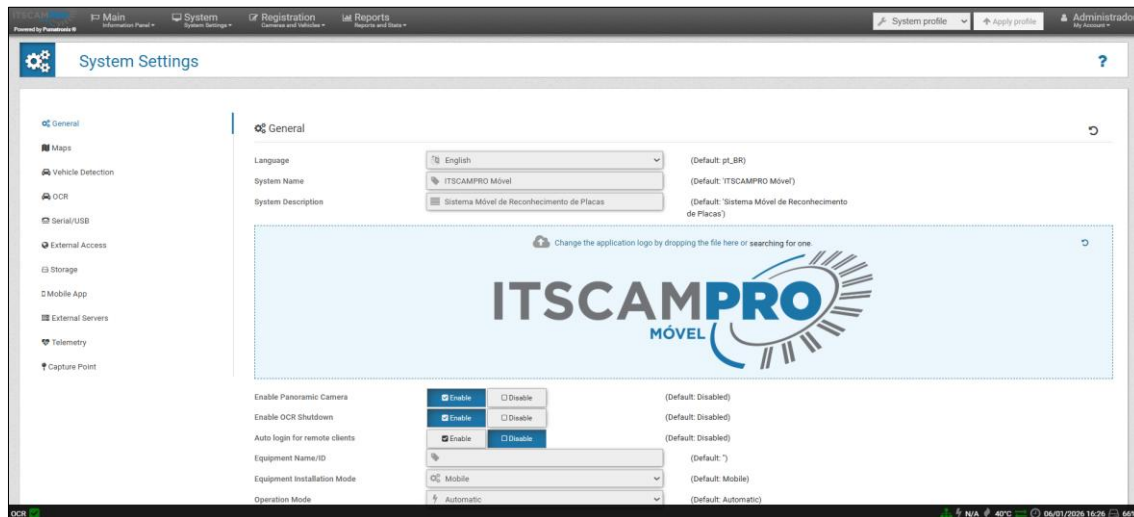 ITSCAMPRO
Powered by Pumatronix ®
Main
Information Panel
System
System Settings
Registration
Cameras and Vehicles
Reports
Reports and Stats
System profile
Apply profile
Administrador
My Account
System Settings
?
General
Maps
Vehicle Detection
OCR
Serial/USB
External Access
Storage
Mobile App
External Servers
Telemetry
Capture Point
General
Language
English
(Default: pt_BR)
System Name
ITSCAMPRO Móvel
(Default: 'ITSCAMPRO Móvel')
System Description
Sistema Móvel de Reconhecimento de Placas
(Default: 'Sistema Móvel de Reconhecimento
de Placas')
Change the application logo by dropping the file here or searching for one.
ITSCAMPRO
MÓVEL
Enable Panoramic Camera
Enable
Disable
(Default: Disabled)
Enable OCR Shutdown
Enable
Disable
(Default: Disabled)
Auto login for remote clients
Enable
Disable
(Default: Disabled)
Equipment Name/ID
(Default: '')
Equipment Installation Mode
Mobile
(Default: Mobile)
Operation Mode
Automatic
(Default: Automatic)
OCR
N/A
40°C
06/01/2026 16:26
66%